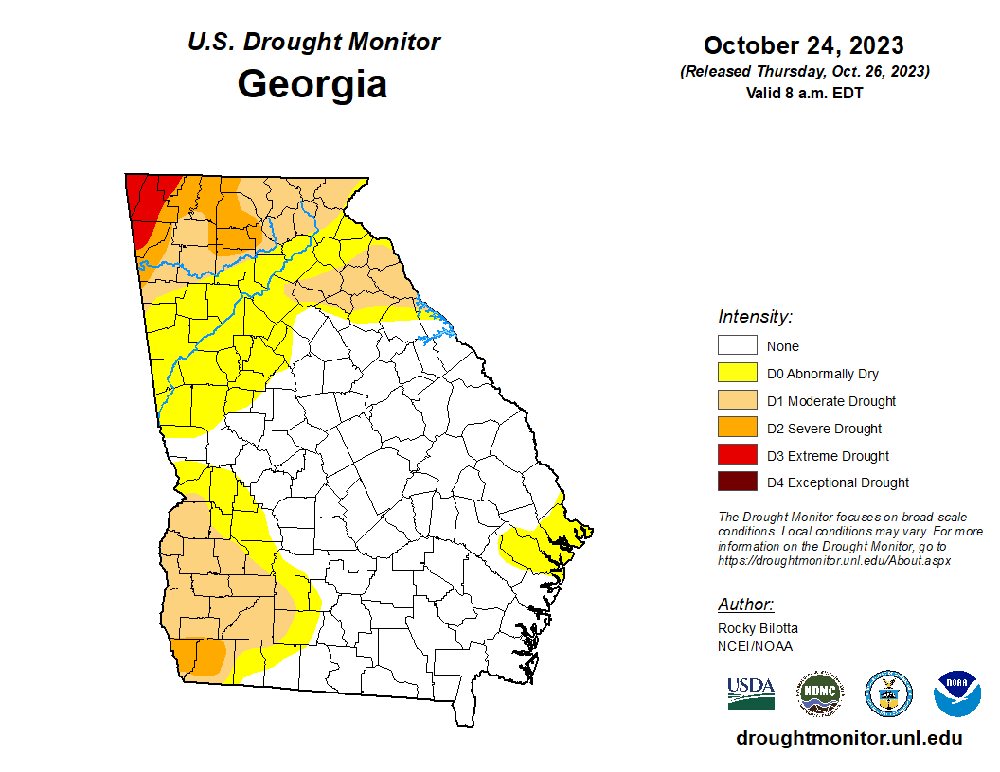 U.S. Drought Monitor
Georgia
October 24, 2023
(Released Thursday, Oct. 26, 2023)
Valid 8 a.m. EDT
Intensity:
None
D0 Abnormally Dry
D1 Moderate Drought
D2 Severe Drought
D3 Extreme Drought
D4 Exceptional Drought
The Drought Monitor focuses on broad-scale
conditions. Local conditions may vary. For more
information on the Drought Monitor, go to
https://droughtmonitor.unl.edu/About.aspx
Author:
Rocky Bilotta
NCEI/NOAA
USDA
NDMC
NOAA
droughtmonitor.unl.edu